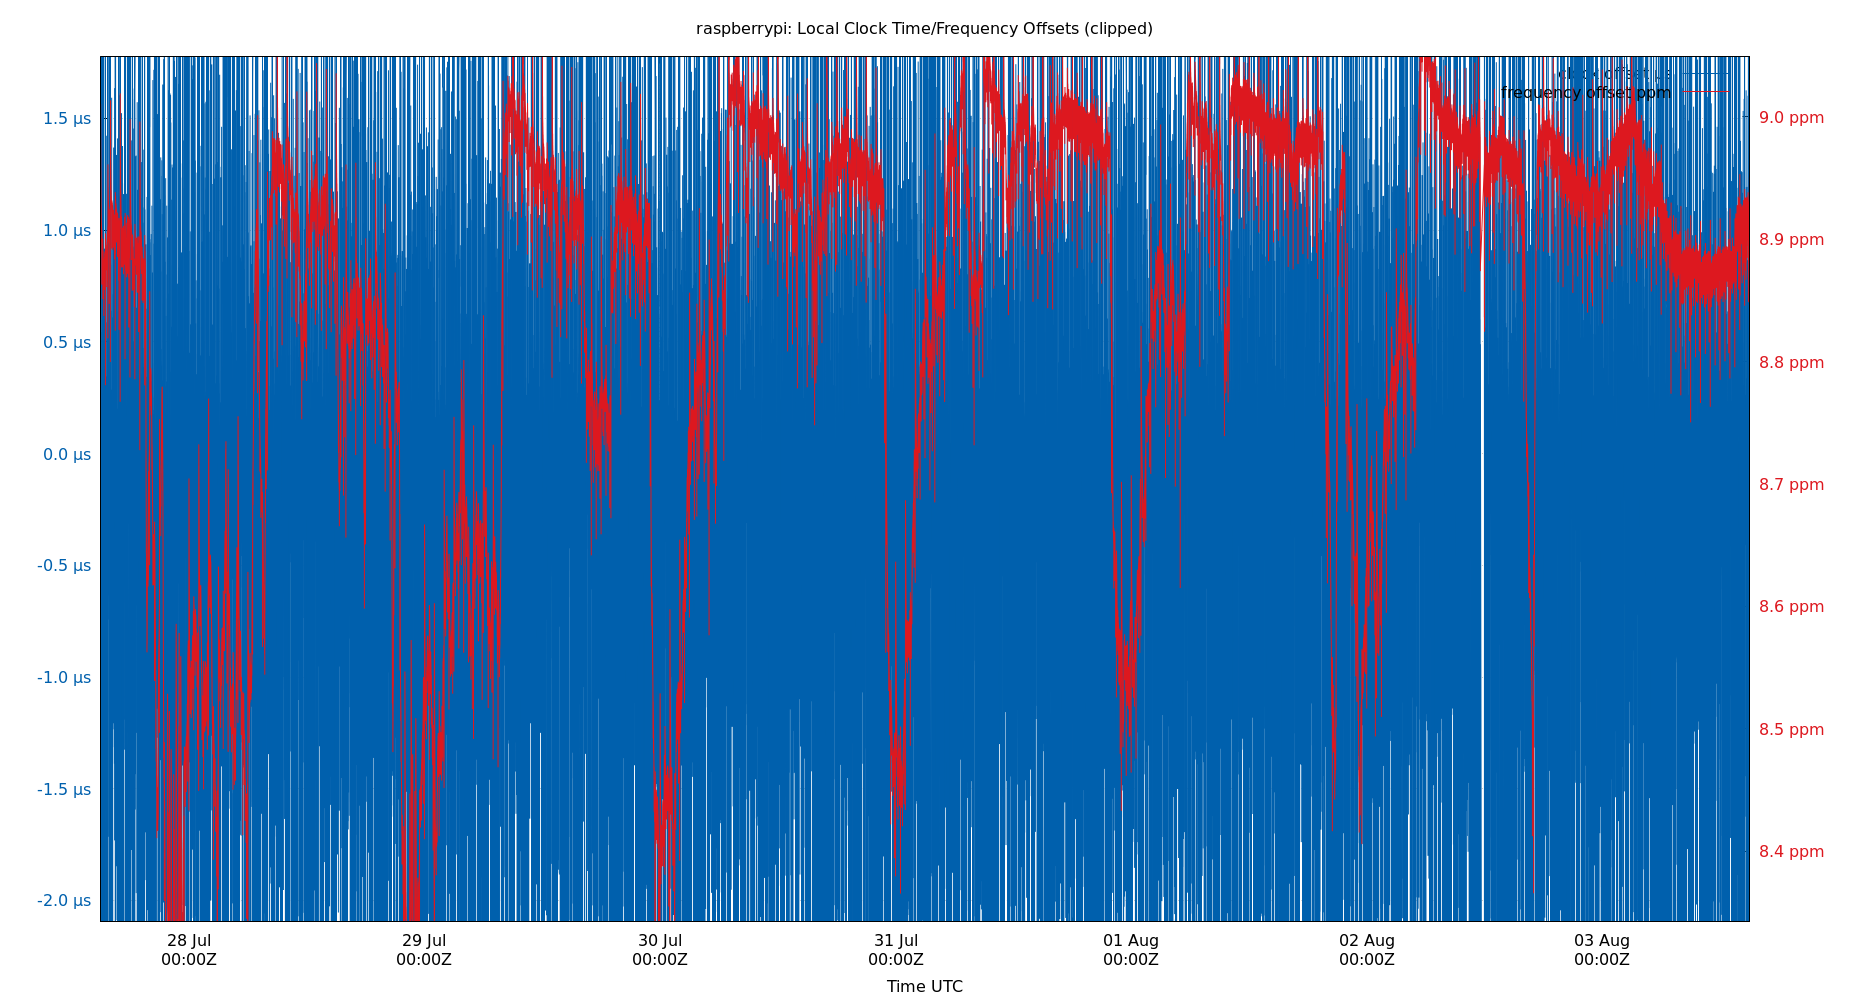 raspberrypi: Local Clock Time/Frequency Offsets (clipped)
clock offset µs
frequency offset ppm
1.5 µs
1.0 µs
0.5 µs
0.0 µs
-0.5 µs
-1.0 µs
-1.5 µs
-2.0 µs
9.0 ppm
8.9 ppm
8.8 ppm
8.7 ppm
8.6 ppm
8.5 ppm
8.4 ppm
28 Jul
00:00Z
29 Jul
00:00Z
30 Jul
00:00Z
31 Jul
00:00Z
01 Aug
00:00Z
02 Aug
00:00Z
03 Aug
00:00Z
Time UTC